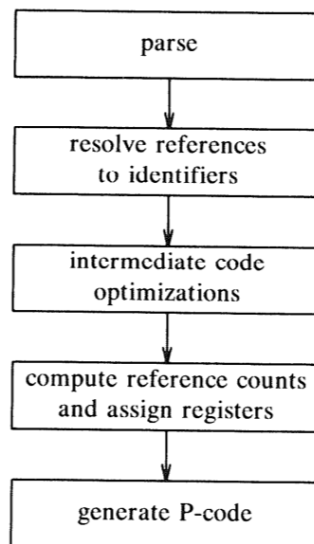 parse
resolve references
to identifiers
intermediate code
optimizations
compute reference counts
and assign registers
generate P-code